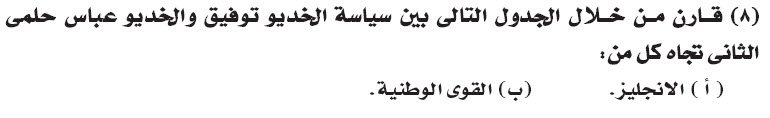 (٨) قارن من خلال الجدول التالى بين سياسة الخديو توفيق والخديو عباس حلمى
الثانى تجاه كل من:
( أ ) الانجليز. (ب) القوى الوطنية.